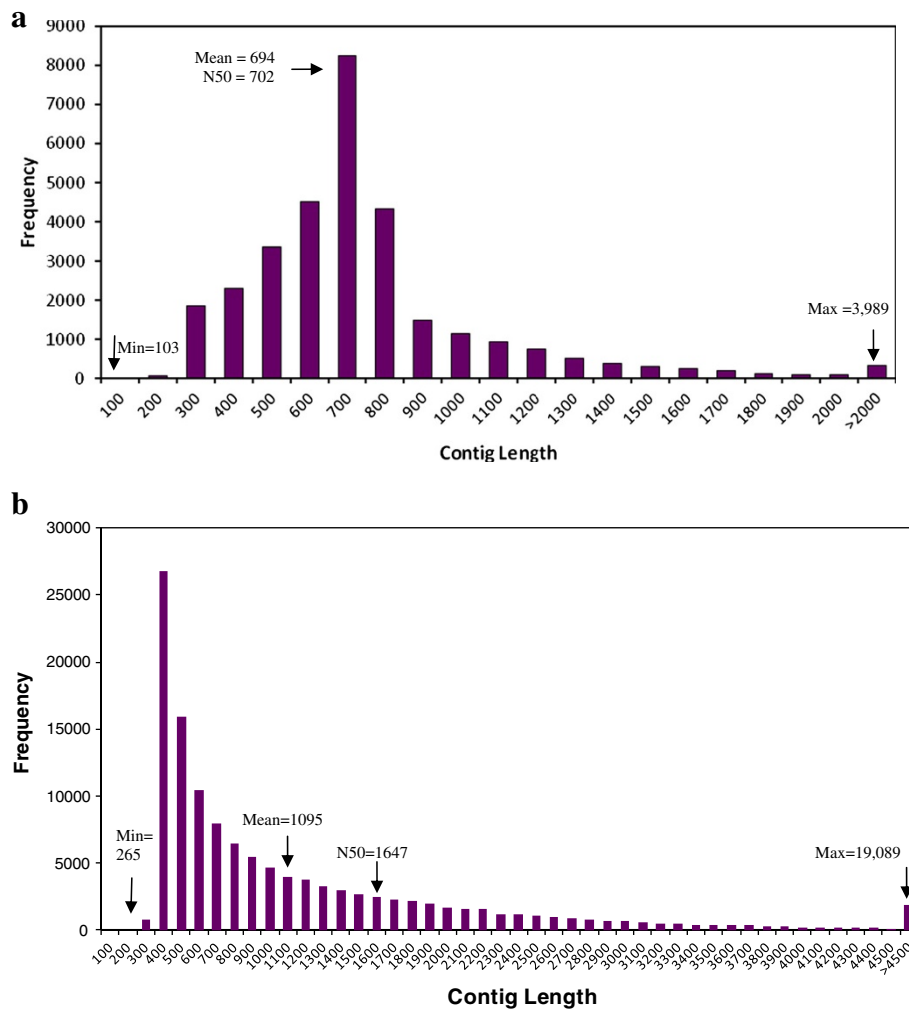 a
9000
8000
7000
6000
5000
4000
3000
2000
1000
0
Frequency
Mean = 694
N50 = 702
Min=103
Max =3,989
100 200 300 400 500 600 700 800 900 1000 1100 1200 1300 1400 1500 1600 1700 1800 1900 2000 >2000
Contig Length
b
30000
25000
20000
15000
10000
5000
0
Frequency
Min=
265
Mean=1095
N50=1647
Max=19,089
100 200 300 400 500 600 700 800 900 1000 1100 1200 1300 1400 1500 1600 1700 1800 1900 2000 2100 2200 2300 2400 2500 2600 2700 2800 2900 3000 3100 3200 3300 3400 3500 3600 3700 3800 3900 4000 4100 4200 4300 4400 4500 >4500
Contig Length